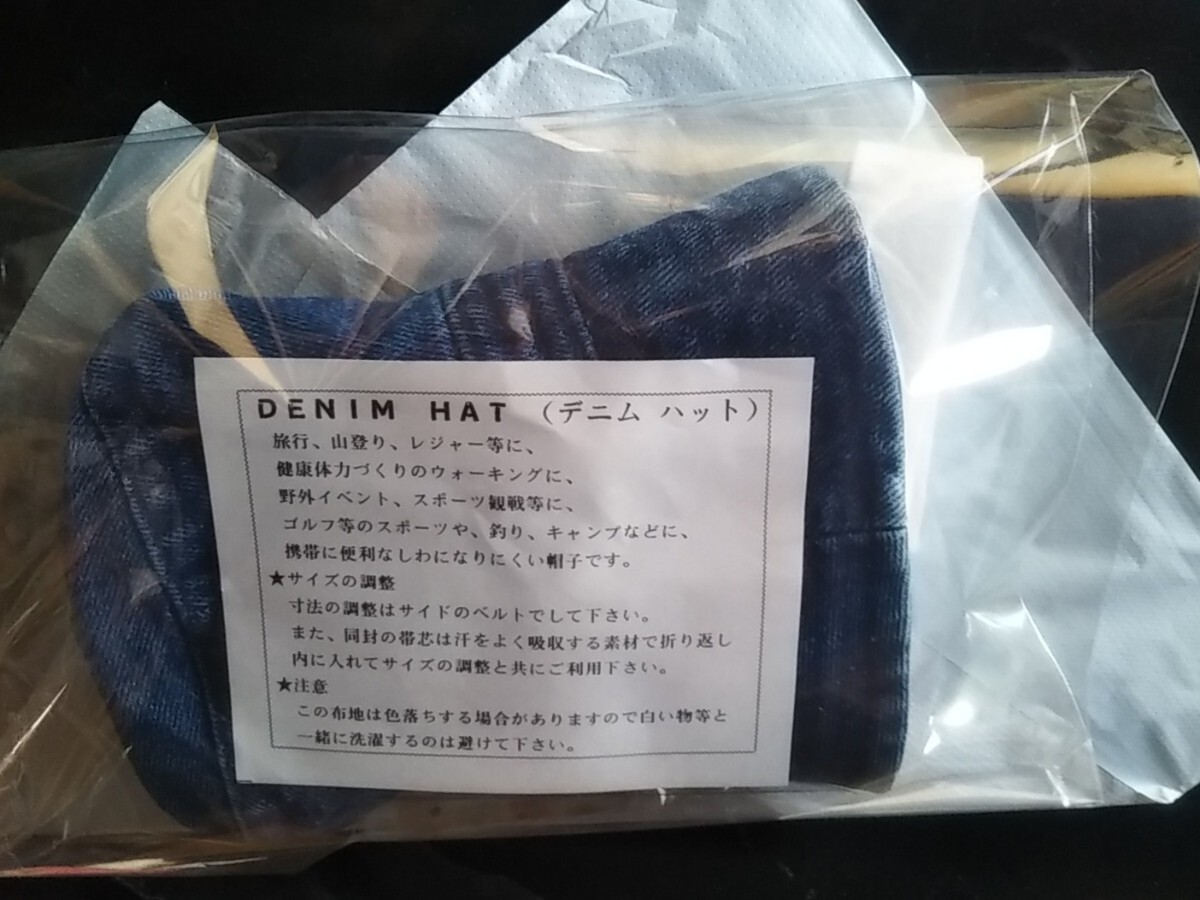 DENIM HAT (デニム ハット)
旅行、山登り、レジャー等に、
健康体力づくりのウォーキングに、
野外イベント、スポーツ観戦等に、
ゴルフ等のスポーツや、釣り、キャンプなどに、
携帯に便利なしわになりにくい帽子です。
★サイズの調整
寸法の調整はサイドのベルトでして下さい。
また、同封の帯芯は汗をよく吸収する素材で折り返し
内に入れてサイズの調整と共にご利用下さい。
★注意
この布地は色落ちする場合がありますので白い物等と
一緒に洗濯するのは避けて下さい。